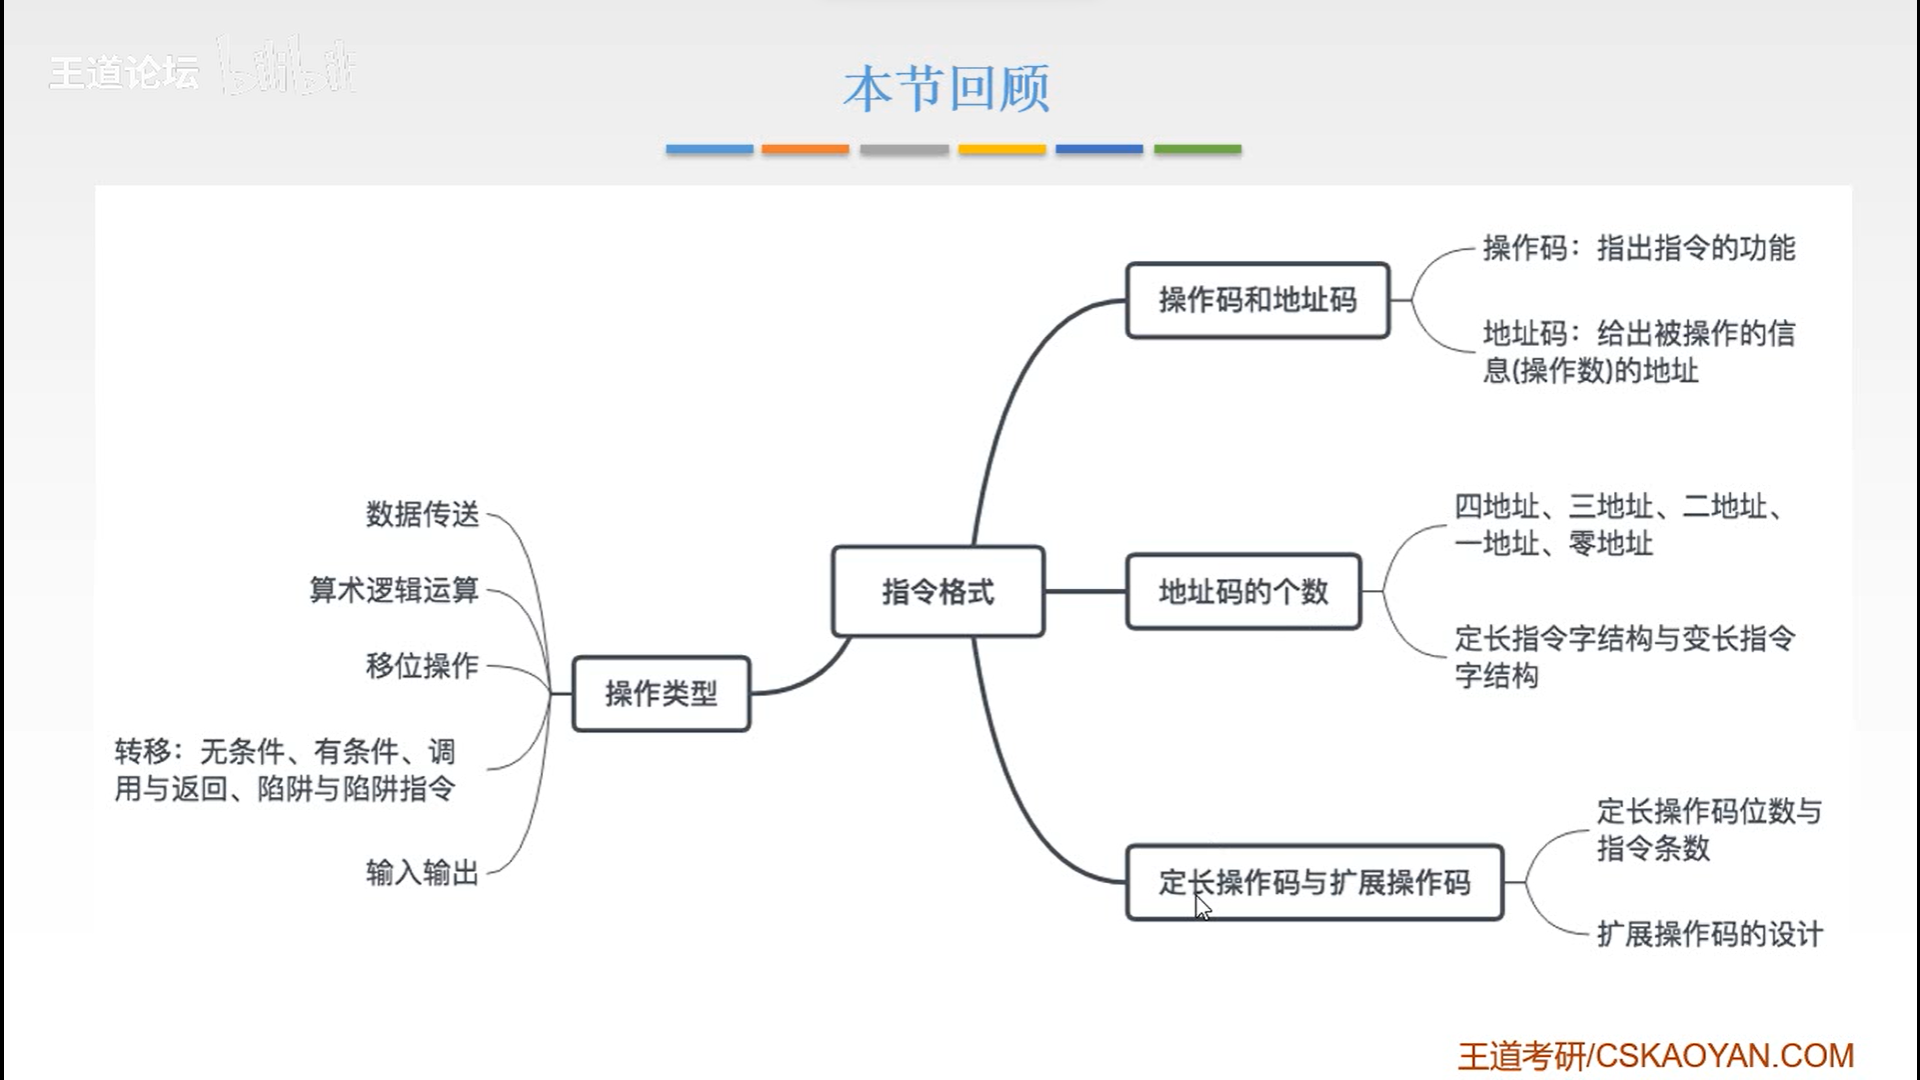 王道论坛 bilibili
本节回顾
操作码和地址码
操作码：指出指令的功能
地址码：给出被操作的信
息(操作数)的地址
指令格式
地址码的个数
四地址、三地址、二地址、
一地址、零地址
定长指令字结构与变长指令
字结构
定长操作码与扩展操作码
定长操作码位数与
指令条数
扩展操作码的设计
操作类型
数据传送
算术逻辑运算
移位操作
转移：无条件、有条件、调
用与返回、陷阱与陷阱指令
输入输出
王道考研/CSKAOYAN.COM